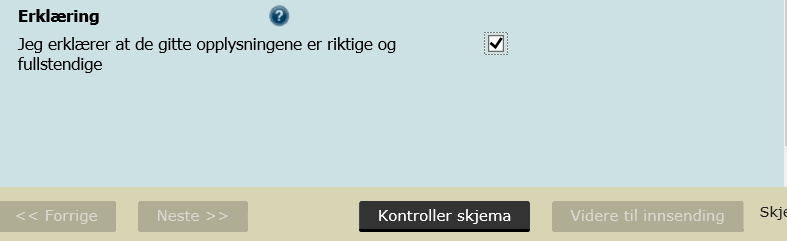 Erklæring
Jeg erklærer at de gitte opplysningene er riktige og
fullstendige
<< Forrige
Neste >>
Kontroller skjema
Videre til innsending